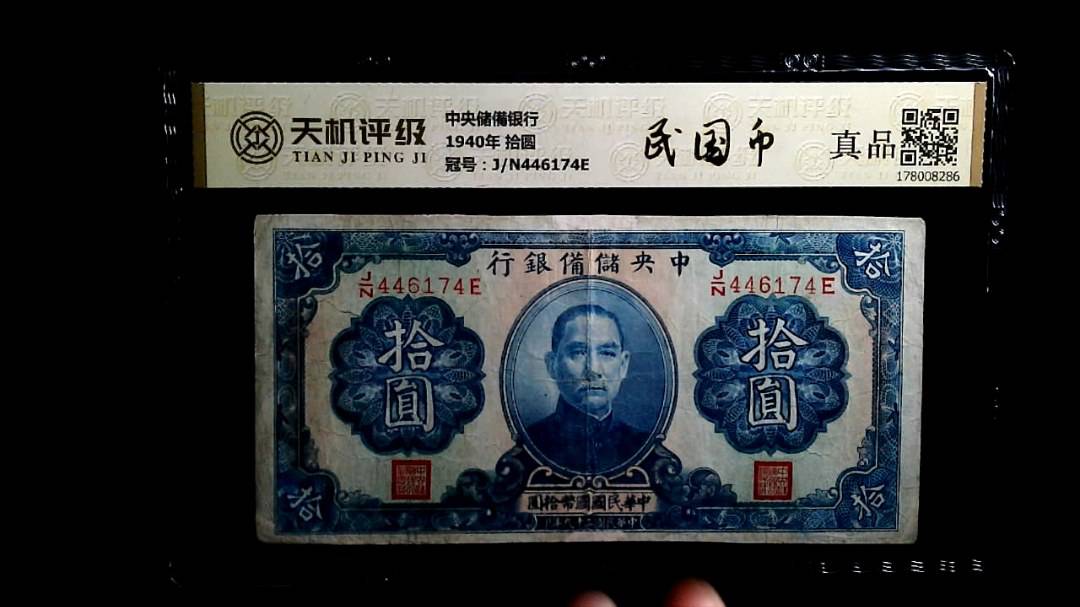 天机评级
TIAN JI PING JI
中央储備银行
1940年 拾圆
冠号：J/N446174E
民国币
真品
178008286
行銀備儲央中
拾
拾
J/N446174E
J/N446174E
拾圓
拾圓
圓拾幣國國民華中
拾
拾